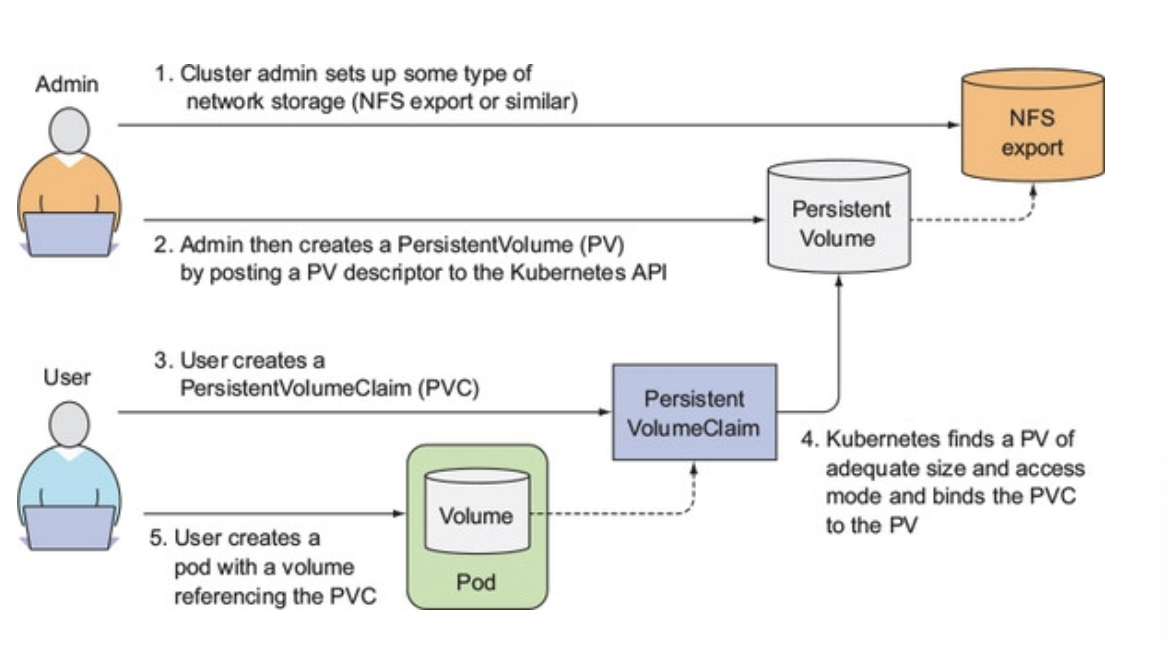 Admin
1. Cluster admin sets up some type of
network storage (NFS export or similar)
NFS
export
Persistent
Volume
2. Admin then creates a PersistentVolume (PV)
by posting a PV descriptor to the Kubernetes API
User
3. User creates a
PersistentVolumeClaim (PVC)
Persistent
VolumeClaim
4. Kubernetes finds a PV of
adequate size and access
mode and binds the PVC
to the PV
Volume
Pod
5. User creates a
pod with a volume
referencing the PVC